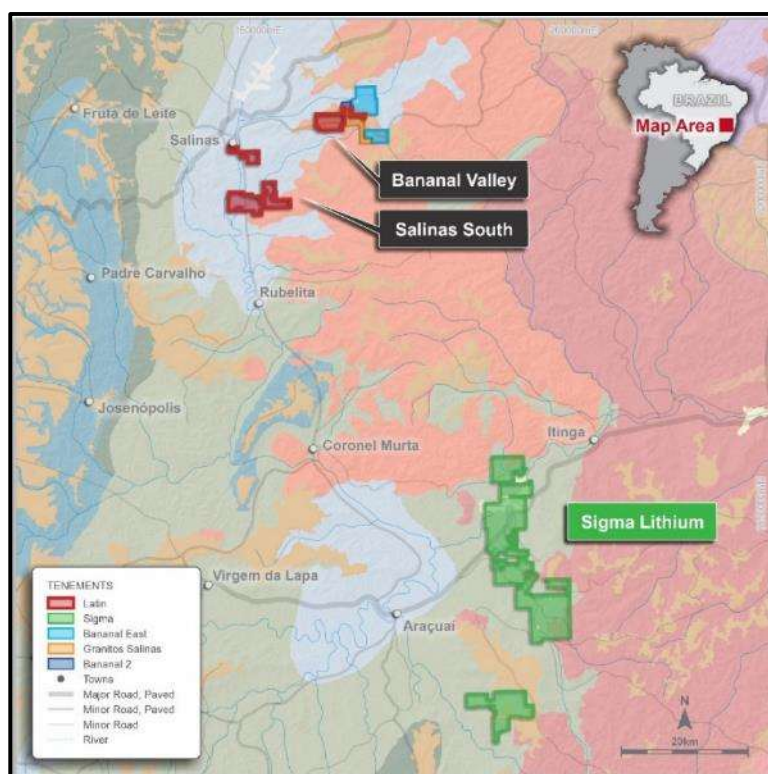 Fruta de Leite
Salinas
BRAZIL
Map Area
Bananal Valley
Salinas South
Padre Carvalho
Rubelita
Josenópolis
Coronel Murta
Itinga
Sigma Lithium
Virgem da Lapa
Araçuaí
TENEMENTS
Latin
Sigma
Bananal East
Granitos Salinas
Bananal 2
Towns
Major Road, Paved
Minor Road, Paved
Minor Road
River
N
20km